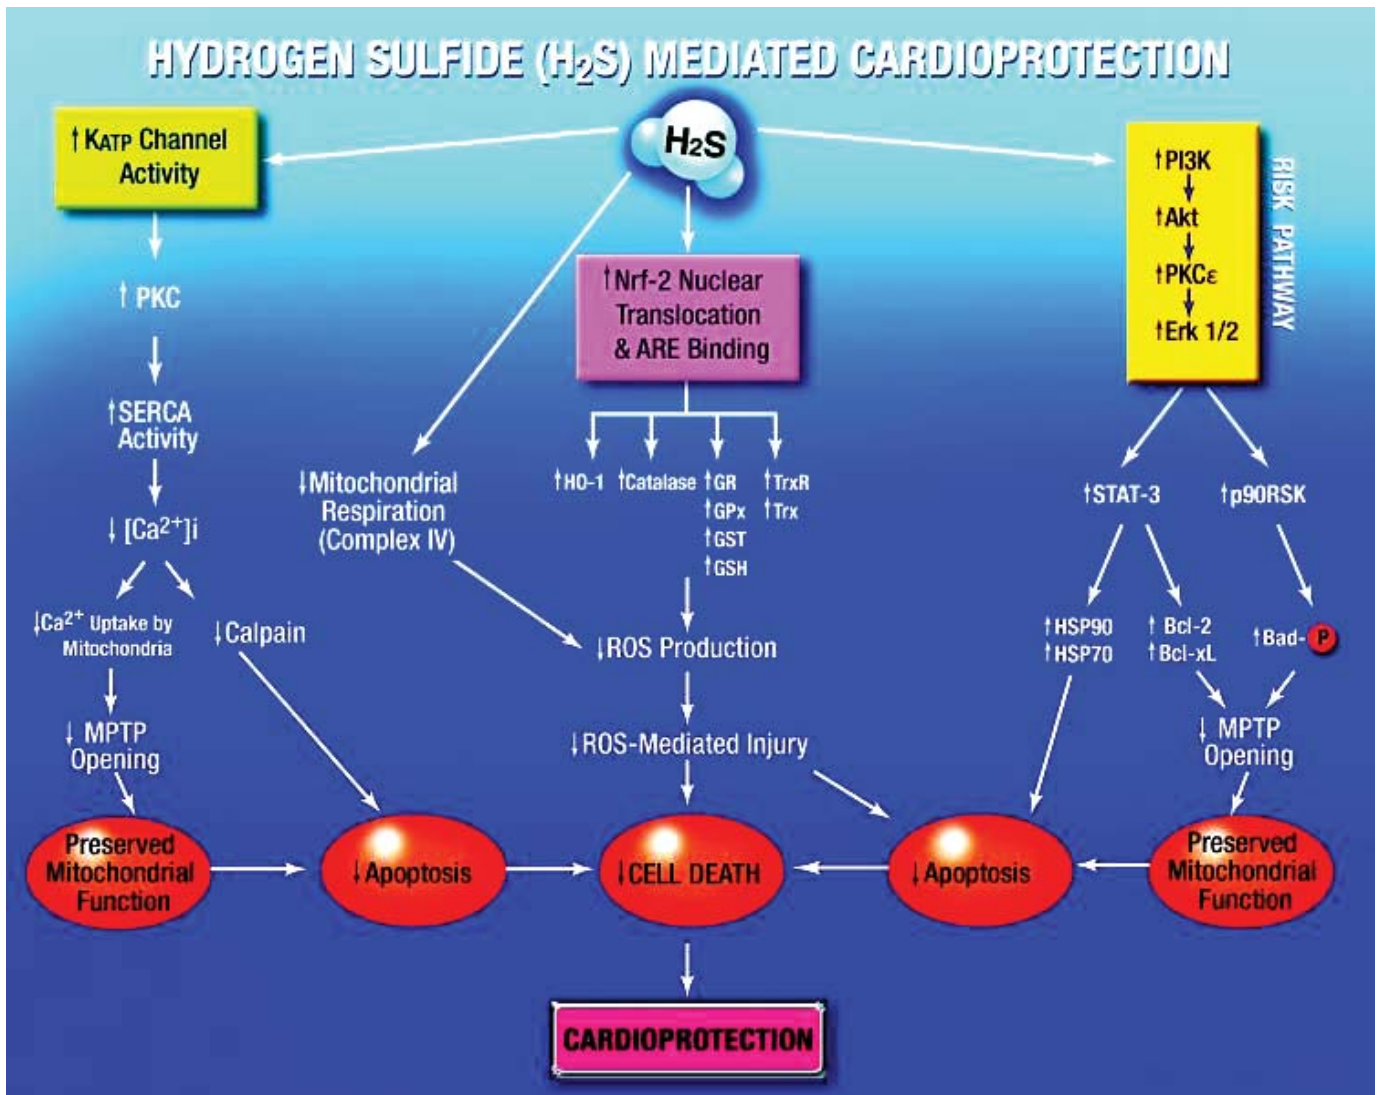 HYDROGEN SULFIDE (H₂S) MEDIATED CARDIOPROTECTION
H₂S
↑KATP Channel
Activity
↑ PKC
↑SERCA
Activity
↓ [Ca²⁺]i
↓Ca²⁺ Uptake by
Mitochondria
↓Calpain
↓ MPTP
Opening
Preserved
Mitochondrial
Function
↓Apoptosis
↓Mitochondrial
Respiration
(Complex IV)
↑Nrf-2 Nuclear
Translocation
& ARE Binding
↑HO-1
↑Catalase
↑GR
↑GPx
↑GST
↑GSH
↑TrxR
↑Trx
↓ROS Production
↓ROS-Mediated Injury
↓CELL DEATH
↑PI3K
↑Akt
↑PKCε
↑Erk 1/2
RISK PATHWAY
↑STAT-3
↑p90RSK
↑HSP90
↑HSP70
↑ Bcl-2
↑Bcl-xL
↑Bad-P
↓ MPTP
Opening
↓Apoptosis
Preserved
Mitochondrial
Function
CARDIOPROTECTION